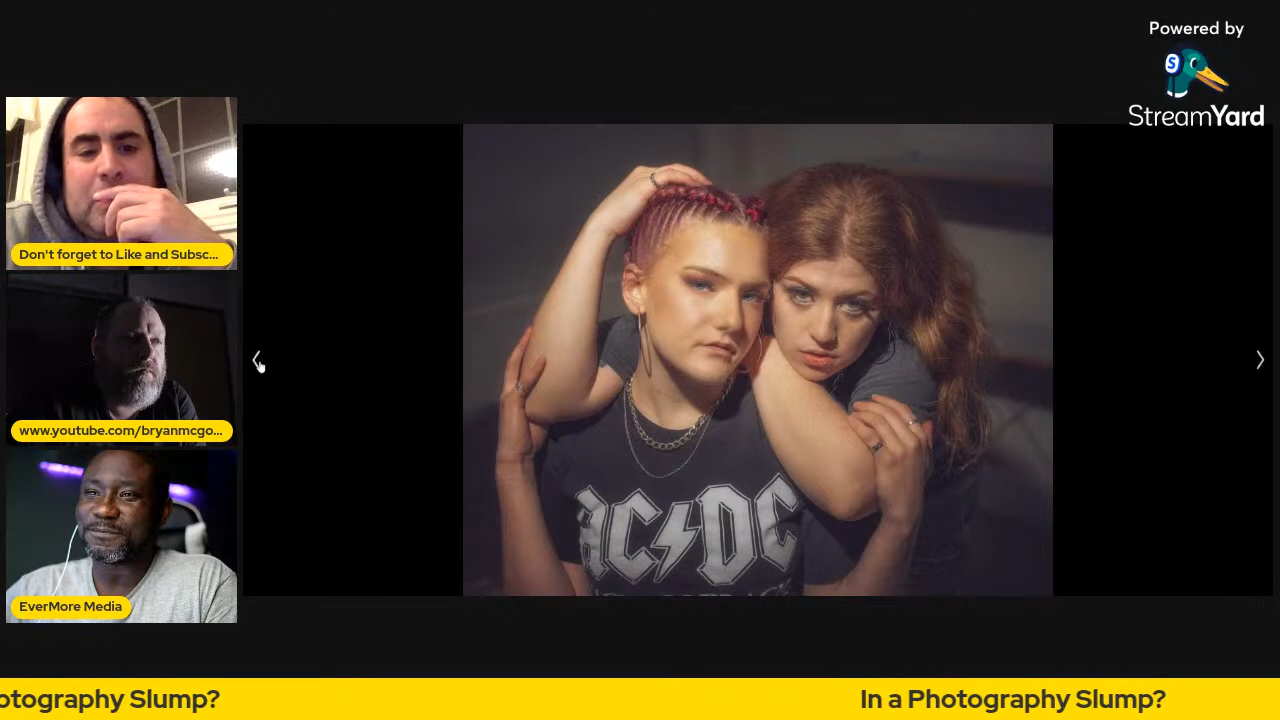 Powered by
S
StreamYard
Don't forget to Like and Subsc...
www.youtube.com/bryanmcgo...
EverMore Media
AC⚡DC
otography Slump?
In a Photography Slump?